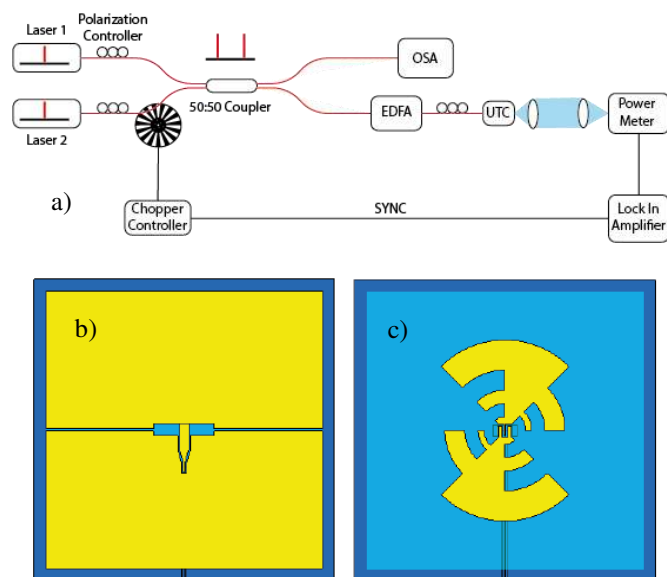 Polarization
Controller
Laser 1
OSA
50:50 Coupler
EDFA
UTC
Power
Meter
Laser 2
a)
Chopper
Controller
SYNC
Lock In
Amplifier
b)
c)